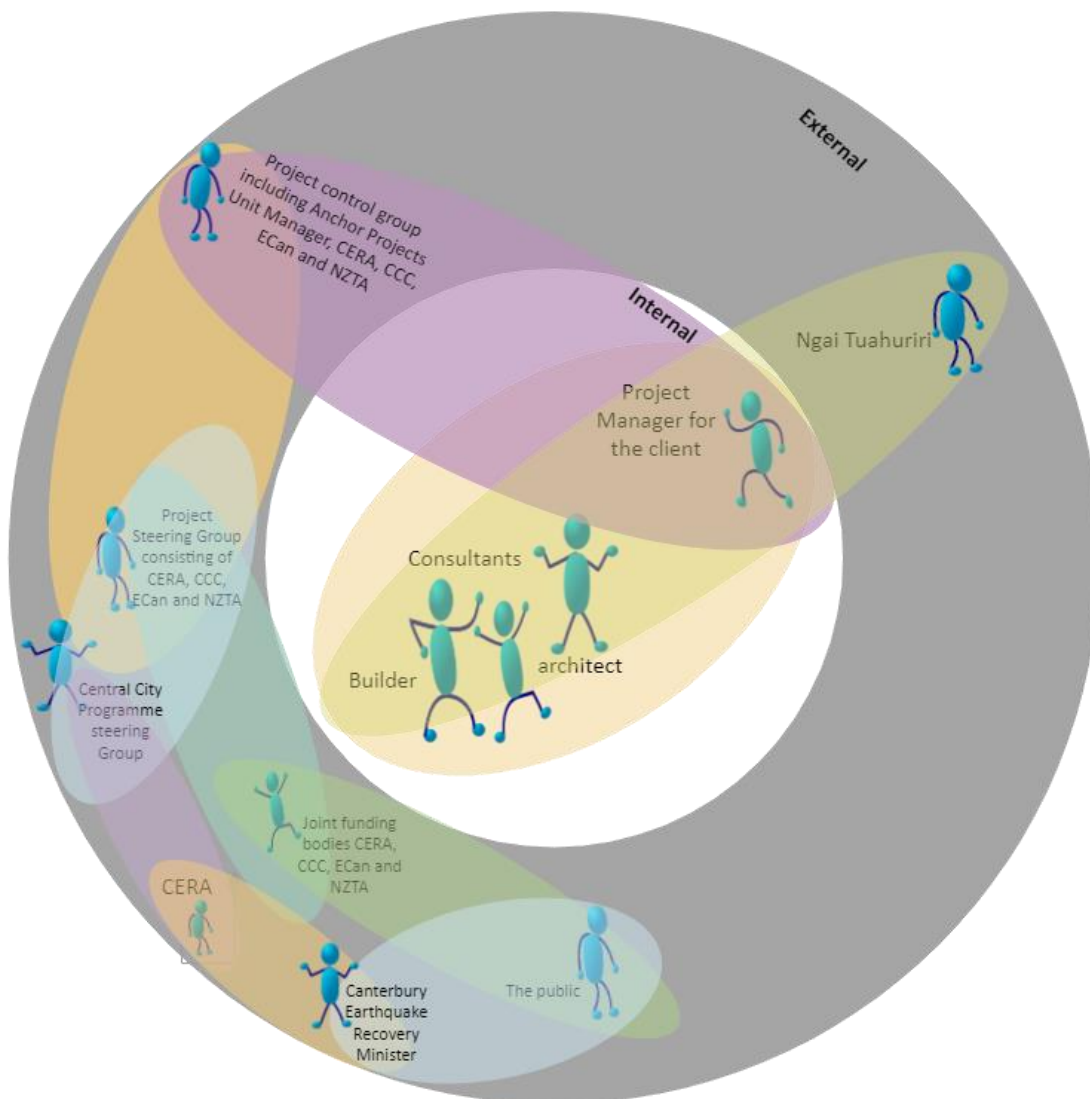 External
Project control group
including Anchor Projects
Unit Manager, CERA, CCC,
ECan and NZTA
Internal
Ngai Tuahuriri
Project
Manager for
the client
Project
Steering Group
consisting of
CERA, CCC,
ECan and NZTA
Consultants
architect
Builder
Central City
Programme
steering
Group
Joint funding
bodies CERA,
CCC, ECan and
NZTA
CERA
Canterbury
Earthquake
Recovery
Minister
The public